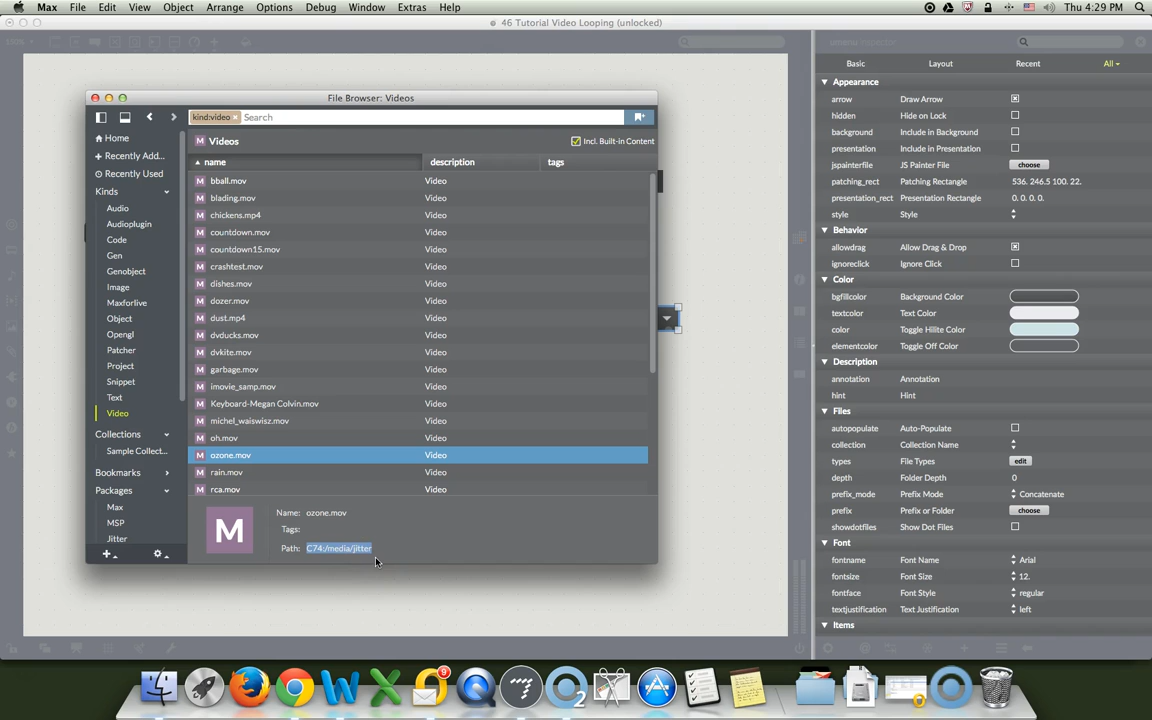 Max File Edit View Object Arrange Options Debug Window Extras Help Thu 4:29 PM
46 Tutorial Video Looping (unlocked)
File Browser: Videos
kind:video × Search
Home
Recently Add...
Recently Used
Kinds
Audio
Audioplugin
Code
Gen
Genobject
Image
Maxforlive
Object
Opengl
Patcher
Project
Snippet
Text
Video
Collections
Sample Collect...
Bookmarks
Packages
Max
MSP
Jitter
M Videos Incl. Built-in Content
name description tags
M bball.mov Video
M blading.mov Video
M chickens.mp4 Video
M countdown.mov Video
M countdown15.mov Video
M crashtest.mov Video
M dishes.mov Video
M dozer.mov Video
M dust.mp4 Video
M dvducks.mov Video
M dvkite.mov Video
M garbage.mov Video
M imovie_samp.mov Video
M Keyboard-Megan Colvin.mov Video
M michel_waiswisz.mov Video
M oh.mov Video
M ozone.mov Video
M rain.mov Video
M rca.mov Video
M
Name: ozone.mov
Tags:
Path: C74:/media/jitter
Basic Layout Recent All
Appearance
arrow Draw Arrow
hidden Hide on Lock
background Include in Background
presentation Include in Presentation
jspainterfile JS Painter File choose
patching_rect Patching Rectangle 536. 246.5 100. 22.
presentation_rect Presentation Rectangle 0. 0. 0. 0.
style Style
Behavior
allowdrag Allow Drag & Drop
ignoreclick Ignore Click
Color
bgfillcolor Background Color
textcolor Text Color
color Toggle Hilite Color
elementcolor Toggle Off Color
Description
annotation Annotation
hint Hint
Files
autopopulate Auto-Populate
collection Collection Name
types File Types edit
depth Folder Depth 0
prefix_mode Prefix Mode Concatenate
prefix Prefix or Folder choose
showdotfiles Show Dot Files
Font
fontname Font Name Arial
fontsize Font Size 12.
fontface Font Style regular
textjustification Text Justification left
Items
9
2